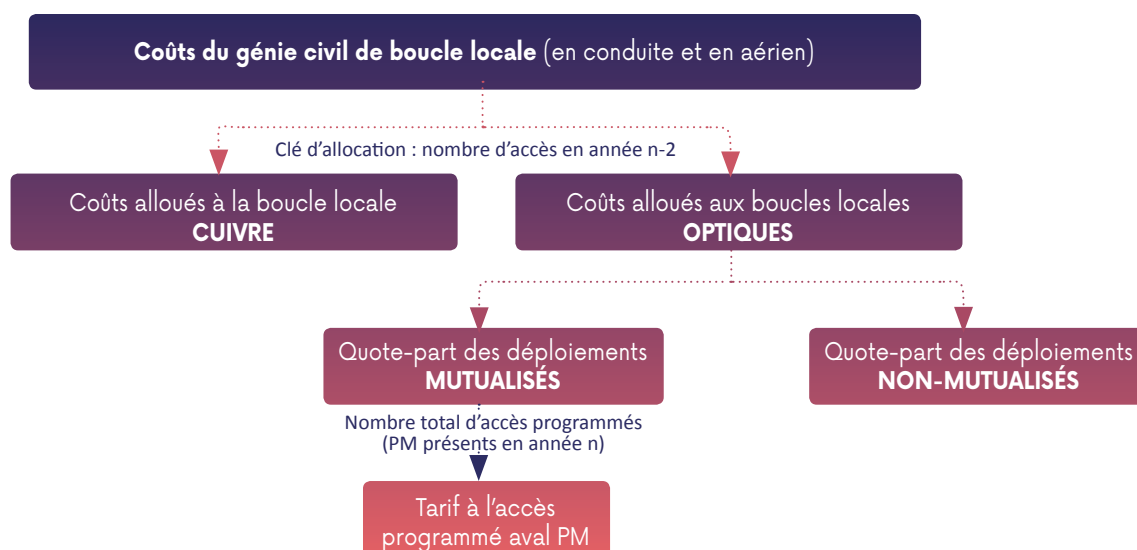 Coûts du génie civil de boucle locale (en conduite et en aérien)
Clé d'allocation : nombre d'accès en année n-2
Coûts alloués à la boucle locale
CUIVRE
Coûts alloués aux boucles locales
OPTIQUES
Quote-part des déploiements
MUTUALISÉS
Quote-part des déploiements
NON-MUTUALISÉS
Nombre total d'accès programmés
(PM présents en année n)
Tarif à l'accès
programmé aval PM